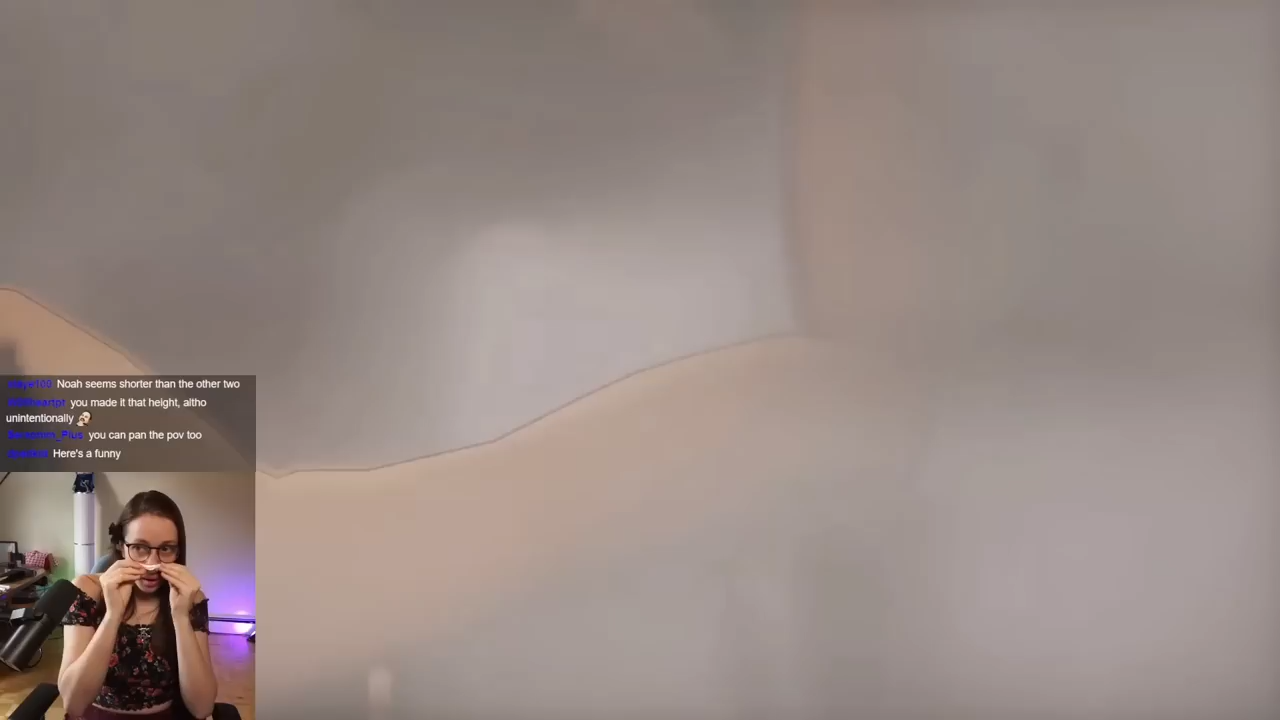 Noah seems shorter than the other two
you made it that height, altho
unintentionally
you can pan the pov too
Here's a funny